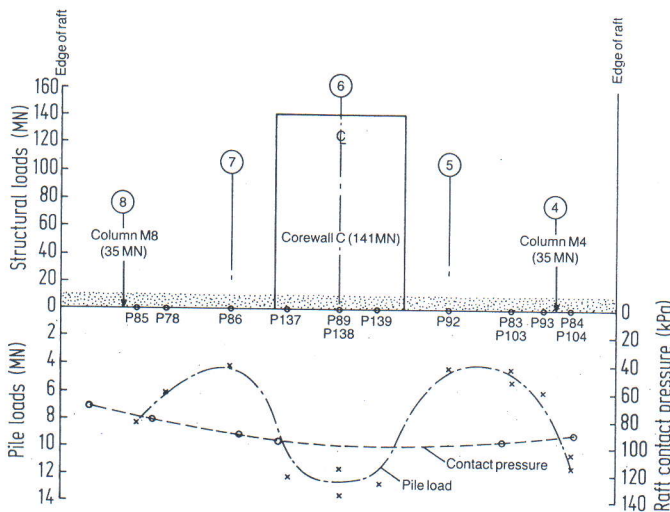 Edge of raft
Edge of raft
Structural loads (MN)
160
140
120
100
80
60
40
20
0
6
7
5
8
4
℄
Column M8
(35 MN)
Corewall C (141MN)
Column M4
(35 MN)
P85 P78 P86 P137 P89 P139 P92 P83 P93 P84
P138 P103 P104
Pile loads (MN)
2
4
6
8
10
12
14
0
20
40
60
80
100
120
140
Raft contact pressure (kPa)
Contact pressure
Pile load